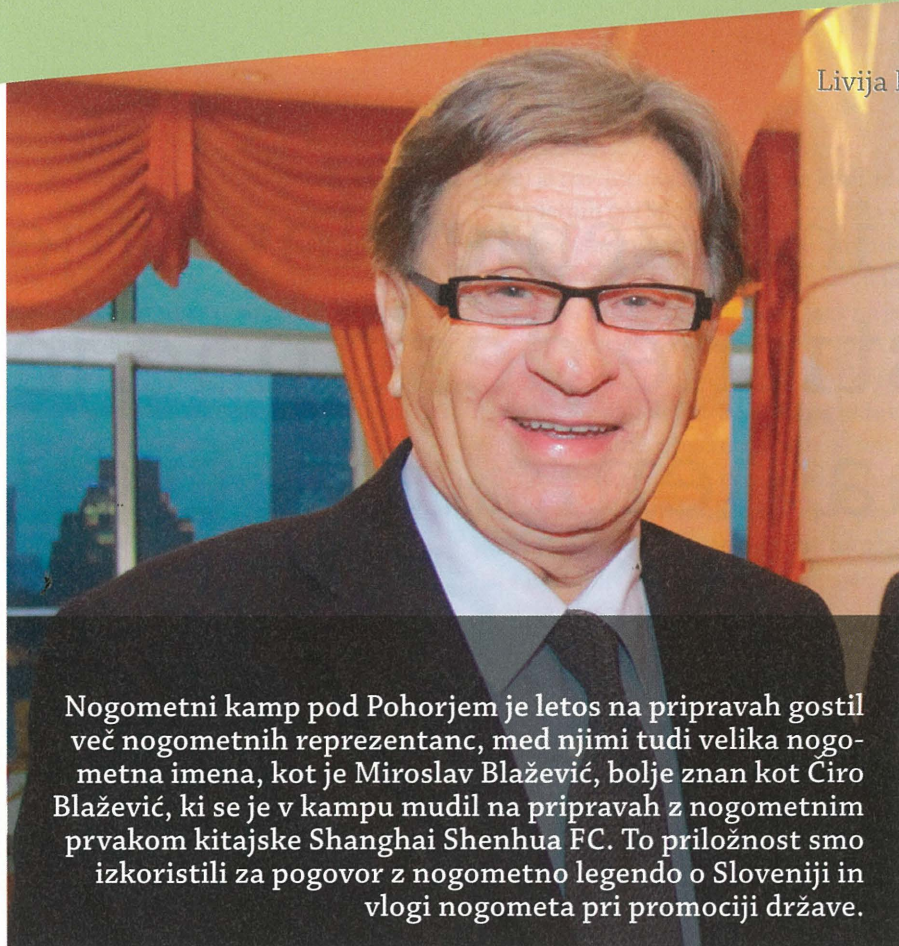 Livija
Nogometni kamp pod Pohorjem je letos na pripravah gostil
več nogometnih reprezentanc, med njimi tudi velika nogo-
metna imena, kot je Miroslav Blažević, bolje znan kot Ćiro
Blažević, ki se je v kampu mudil na pripravah z nogometnim
prvakom kitajske Shanghai Shenhua FC. To priložnost smo
izkoristili za pogovor z nogometno legendo o Sloveniji in
vlogi nogometa pri promociji države.